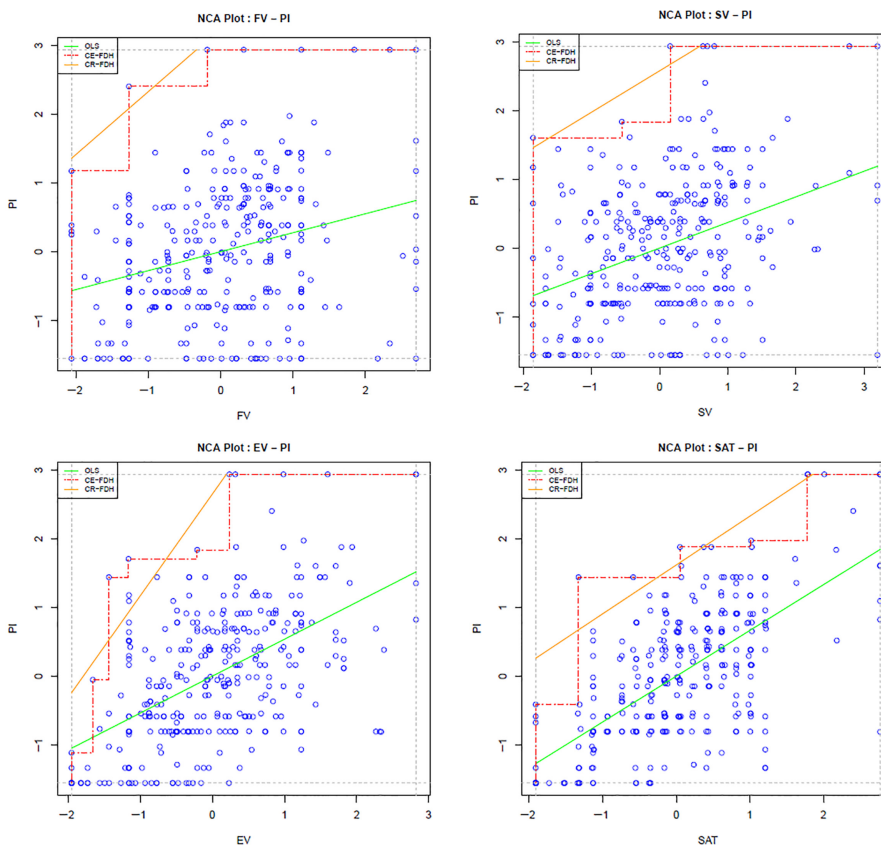 NCA Plot : FV – PI
OLS
CE–FDH
CR–FDH
PI
3
2
1
0
−1
−2 −1 0 1 2
FV
NCA Plot : SV – PI
OLS
CE–FDH
CR–FDH
PI
3
2
1
0
−1
−2 −1 0 1 2 3
SV
NCA Plot : EV – PI
OLS
CE–FDH
CR–FDH
PI
3
2
1
0
−1
−2 −1 0 1 2 3
EV
NCA Plot : SAT – PI
OLS
CE–FDH
CR–FDH
PI
3
2
1
0
−1
−2 −1 0 1 2
SAT